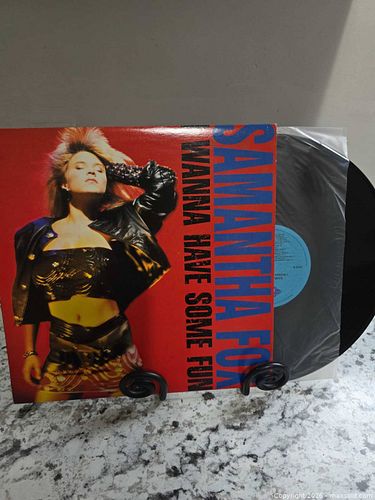 SAMANTHA FOX
I WANNA HAVE SOME FUN
Copyright 2026 - maxsold.com